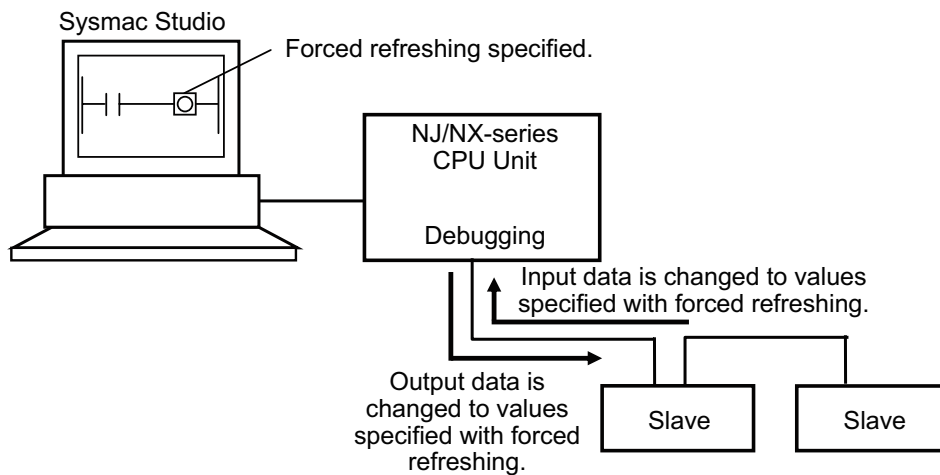 Sysmac Studio
Forced refreshing specified.
NJ/NX-series
CPU Unit
Debugging
Input data is changed to values
specified with forced refreshing.
Output data is
changed to values
specified with forced
refreshing.
Slave
Slave